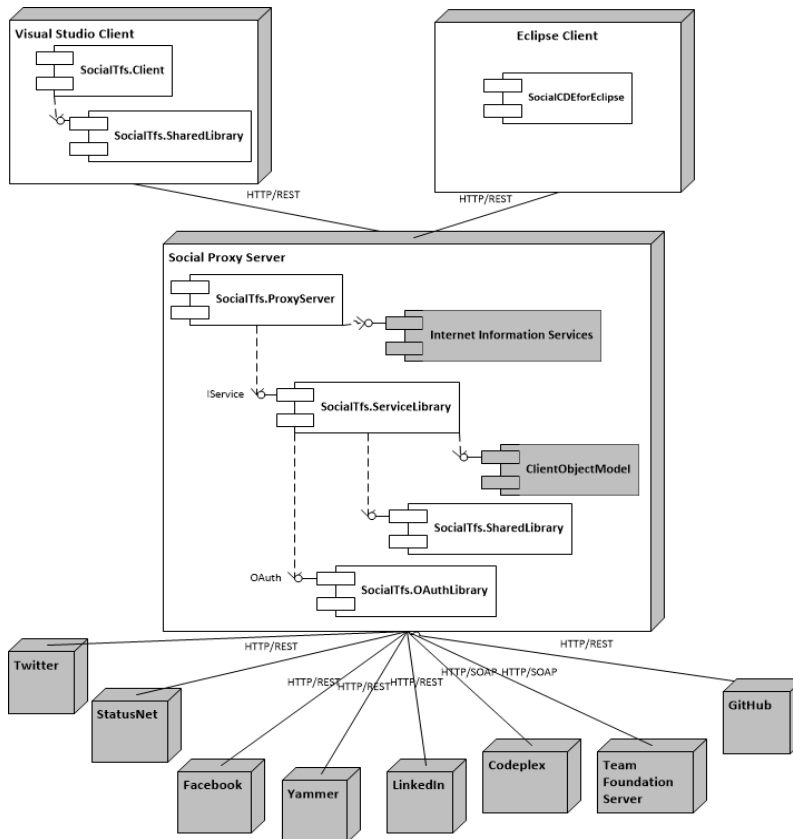 Visual Studio Client
SocialTfs.Client
SocialTfs.SharedLibrary
Eclipse Client
SocialCDEforEclipse
HTTP/REST
HTTP/REST
Social Proxy Server
SocialTfs.ProxyServer
Internet Information Services
IService
SocialTfs.ServiceLibrary
ClientObjectModel
SocialTfs.SharedLibrary
OAuth
SocialTfs.OAuthLibrary
HTTP/REST
HTTP/REST
HTTP/REST
HTTP/REST
HTTP/REST
HTTP/SOAP
HTTP/SOAP
Twitter
StatusNet
Facebook
Yammer
LinkedIn
Codeplex
Team
Foundation
Server
GitHub